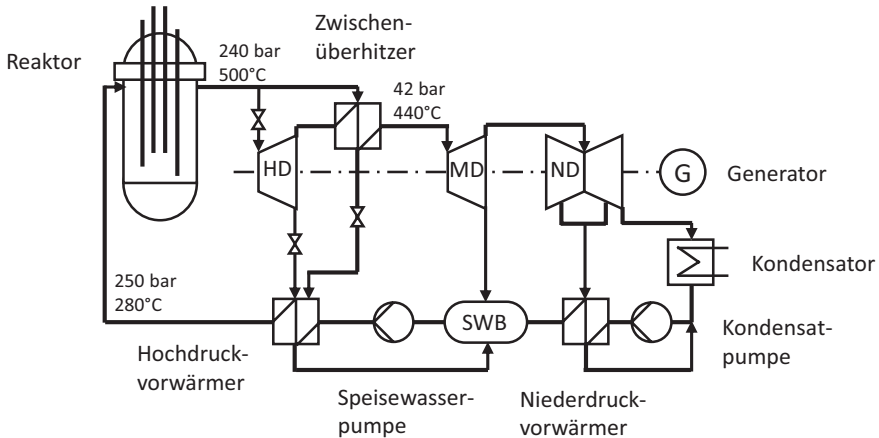 Zwischen-
überhitzer
Reaktor
240 bar
500°C
42 bar
440°C
HD
MD
ND
G
Generator
250 bar
280°C
SWB
Kondensator
Hochdruck-
vorwärmer
Speisewasser-
pumpe
Niederdruck-
vorwärmer
Kondensat-
pumpe